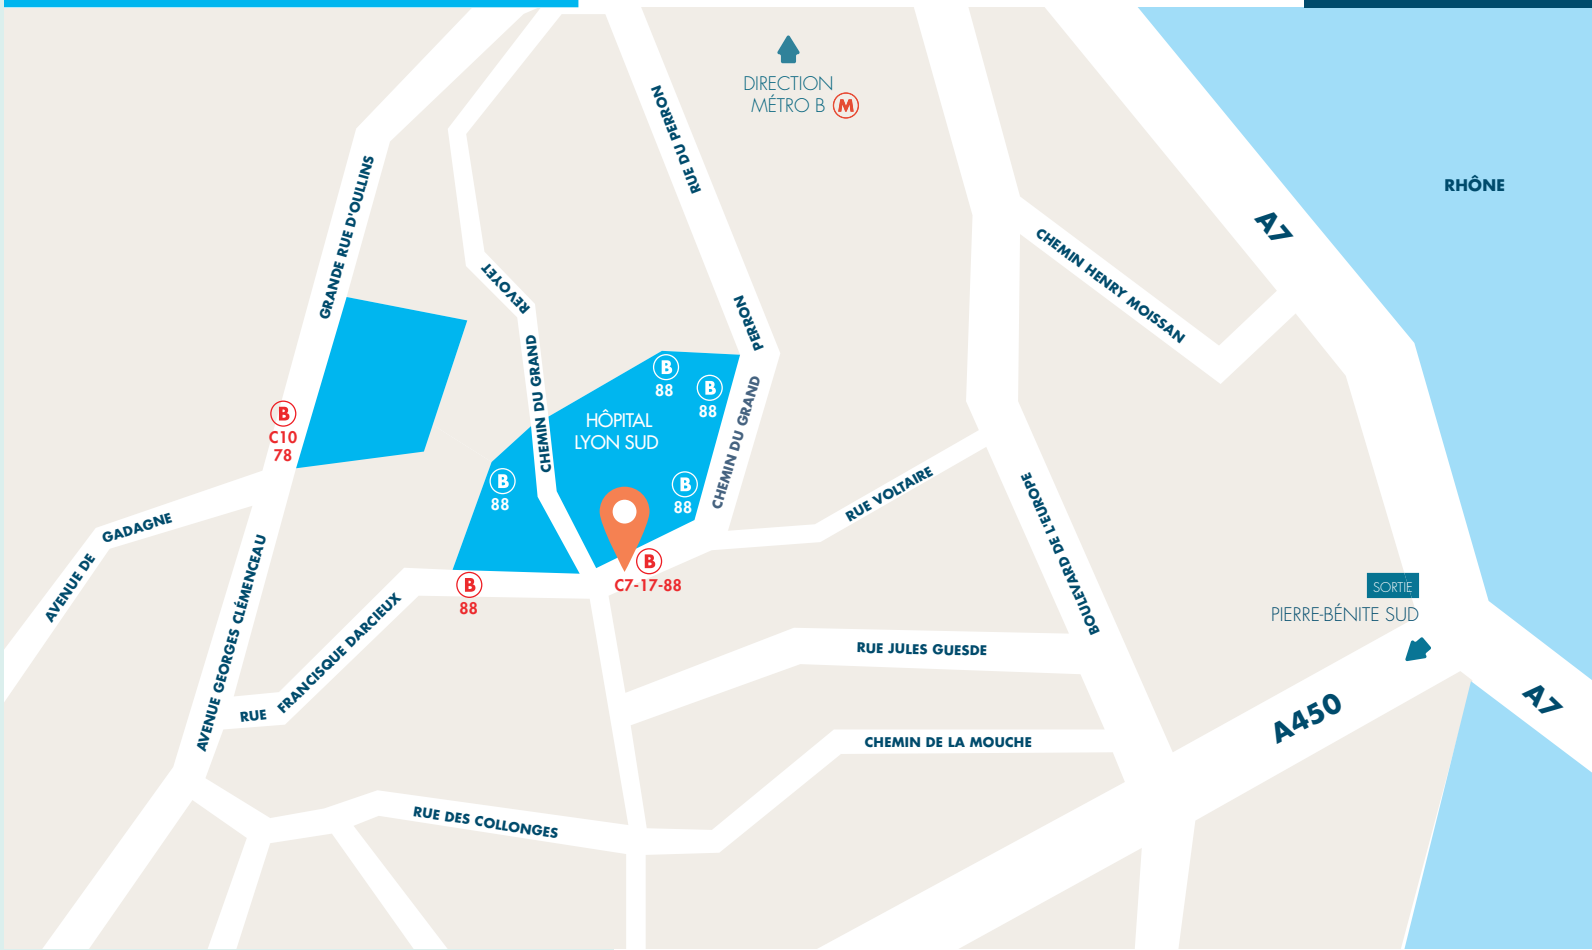 DIRECTION
MÉTRO B M
RUE DU PERRON
RHÔNE
GRANDE RUE D'OULLINS
A7
CHEMIN HENRY MOISSAN
REVOYET
CHEMIN DU GRAND
PERRON
CHEMIN DU GRAND
B
88
B
88
HÔPITAL
LYON SUD
B
C10
78
B
88
B
88
RUE VOLTAIRE
BOULEVARD DE L'EUROPE
AVENUE DE
GADAGNE
AVENUE GEORGES CLÉMENCEAU
B
C7-17-88
B
88
SORTIE
PIERRE-BÉNITE SUD
RUE
FRANCISQUE DARCIEUX
RUE JULES GUESDE
A450
A7
CHEMIN DE LA MOUCHE
RUE DES COLLONGES